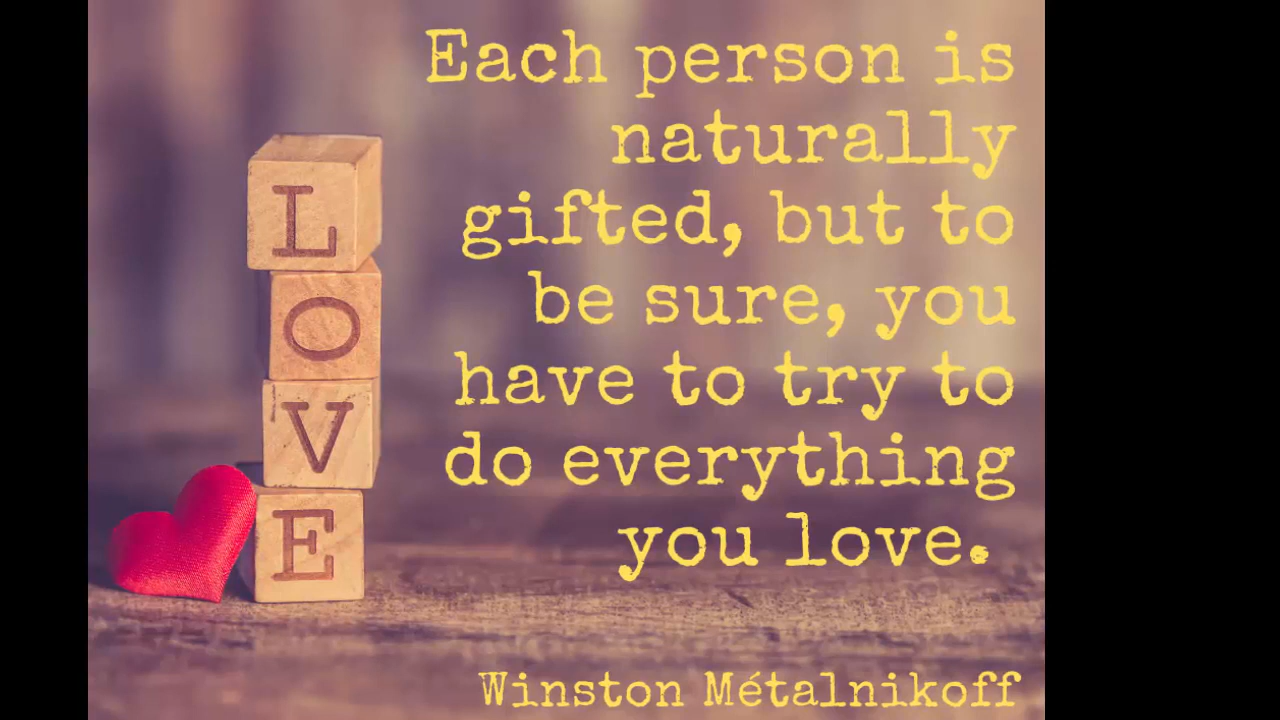 L
O
V
E
Each person is
naturally
gifted, but to
be sure, you
have to try to
do everything
you love.
Winston Métalnikoff